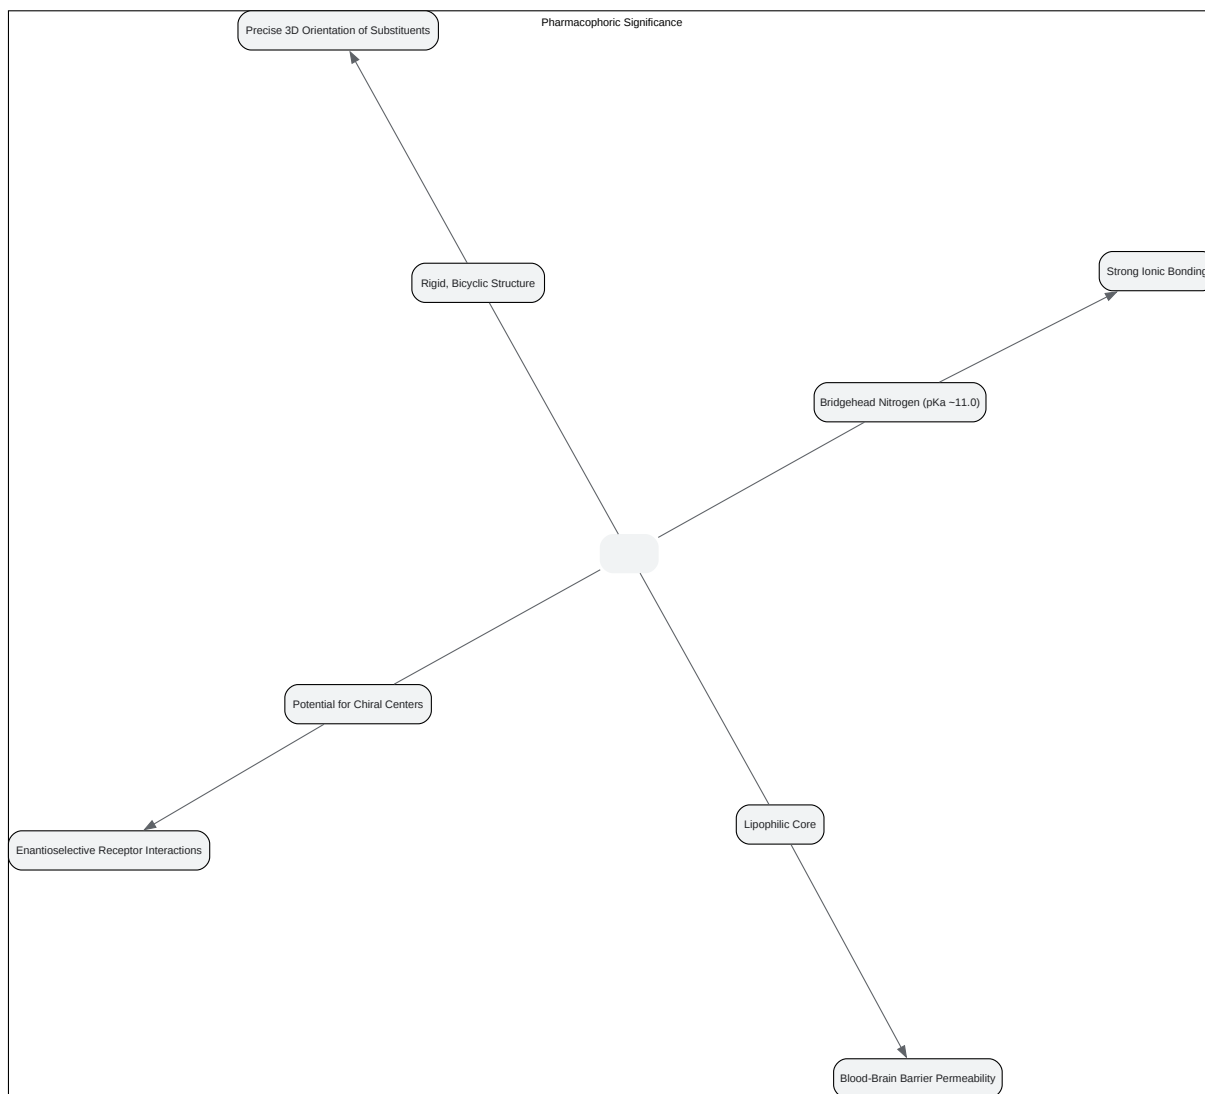 Pharmacophoric Significance
Precise 3D Orientation of Substituents
Strong Ionic Bonding
Rigid, Bicyclic Structure
Bridgehead Nitrogen (pKa ~11.0)
Potential for Chiral Centers
Lipophilic Core
Enantioselective Receptor Interactions
Blood-Brain Barrier Permeability